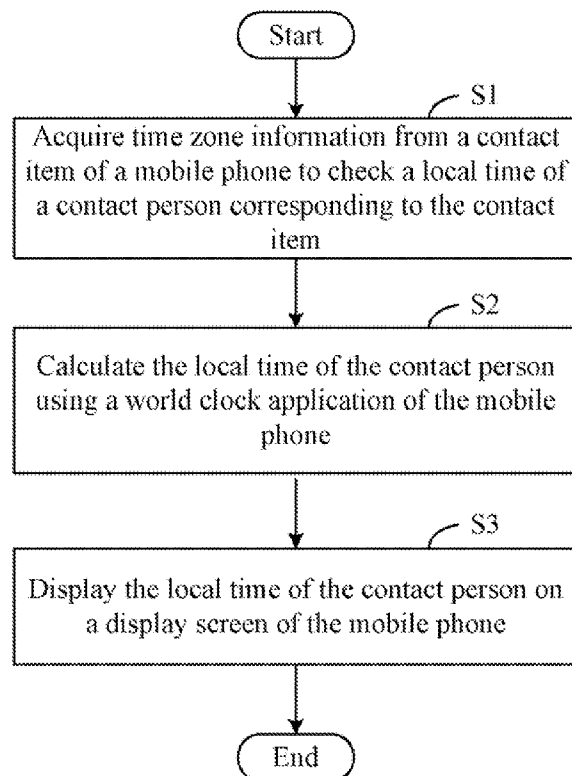 Start
S1
Acquire time zone information from a contact
item of a mobile phone to check a local time of
a contact person corresponding to the contact
item
S2
Calculate the local time of the contact person
using a world clock application of the mobile
phone
S3
Display the local time of the contact person on
a display screen of the mobile phone
End